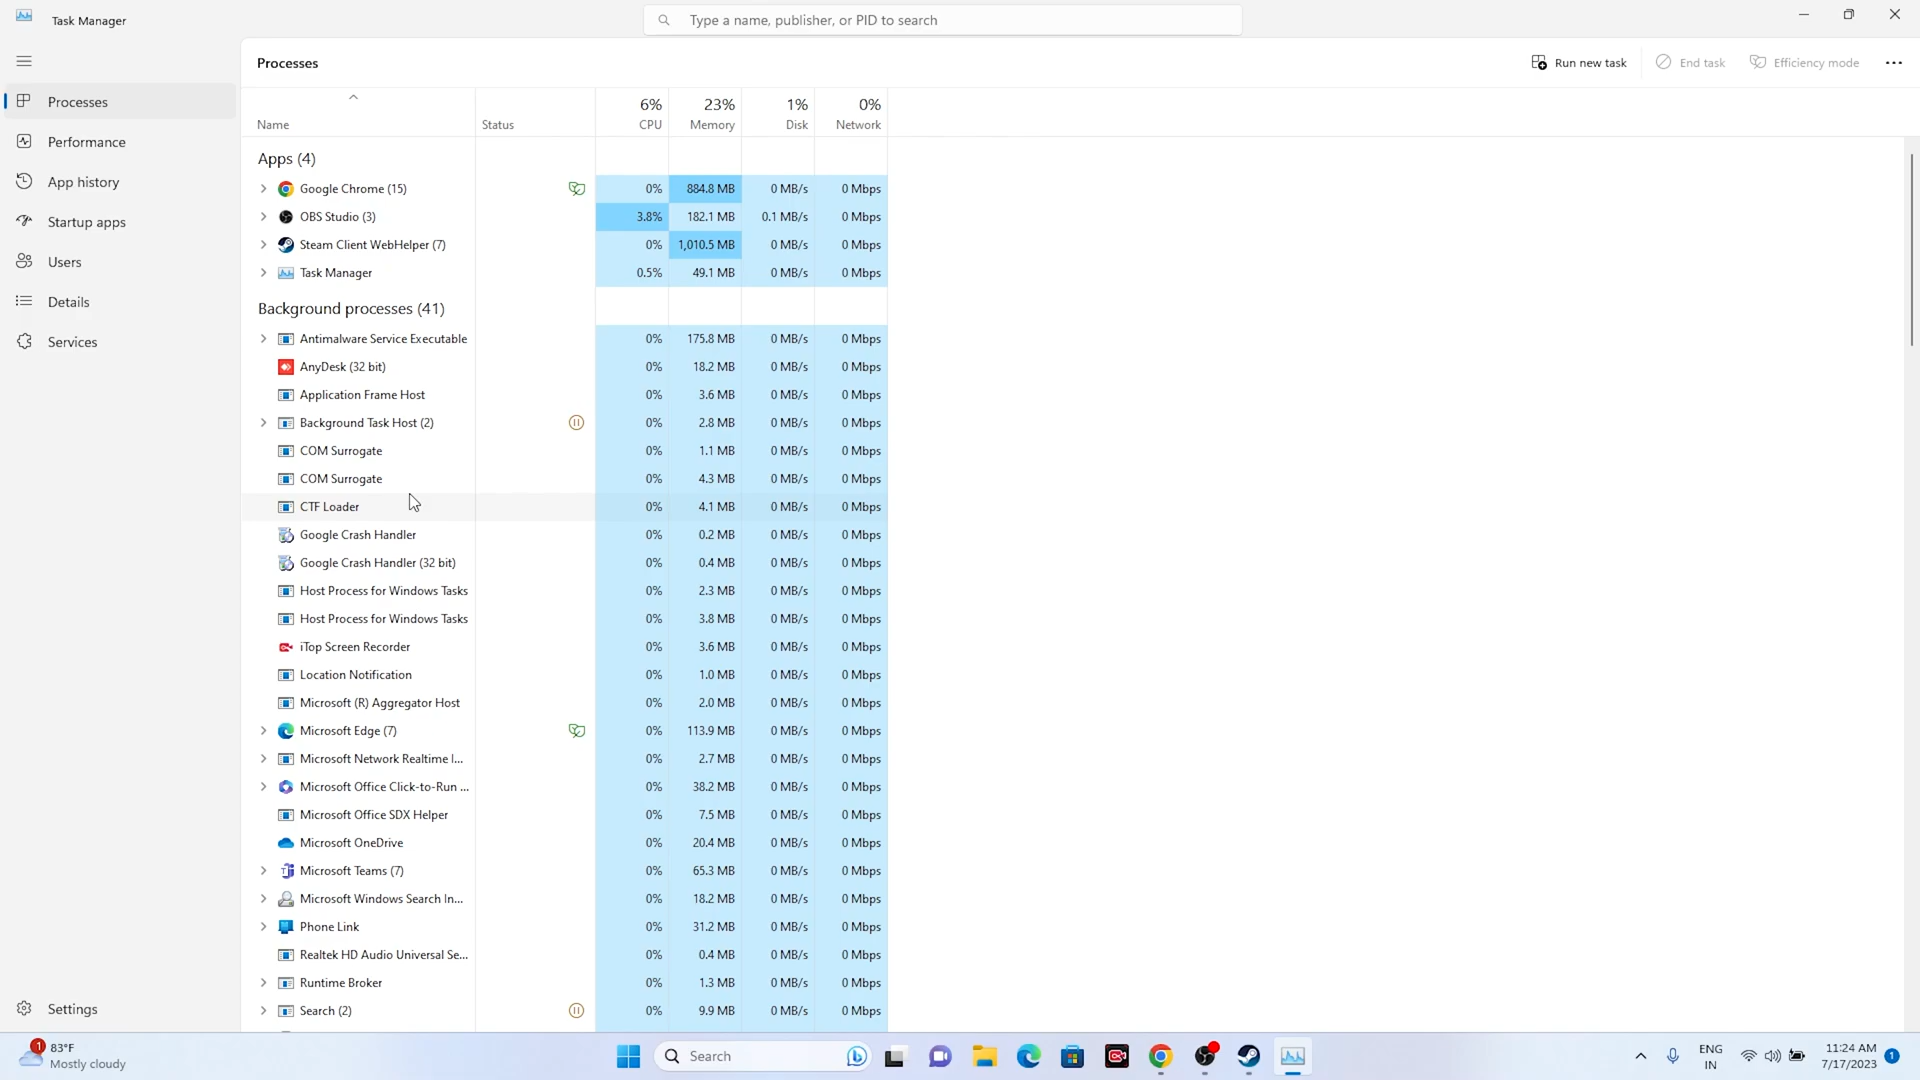 Task Manager
Type a name, publisher, or PID to search
Processes
Run new task
End task
Efficiency mode
Processes
Performance
App history
Startup apps
Users
Details
Services
Settings
6% 23% 1% 0%
Name Status CPU Memory Disk Network
Apps (4)
Google Chrome (15) 0% 884.8 MB 0 MB/s 0 Mbps
OBS Studio (3) 3.8% 182.1 MB 0.1 MB/s 0 Mbps
Steam Client WebHelper (7) 0% 1,010.5 MB 0 MB/s 0 Mbps
Task Manager 0.5% 49.1 MB 0 MB/s 0 Mbps
Background processes (41)
Antimalware Service Executable 0% 175.8 MB 0 MB/s 0 Mbps
AnyDesk (32 bit) 0% 18.2 MB 0 MB/s 0 Mbps
Application Frame Host 0% 3.6 MB 0 MB/s 0 Mbps
Background Task Host (2) 0% 2.8 MB 0 MB/s 0 Mbps
COM Surrogate 0% 1.1 MB 0 MB/s 0 Mbps
COM Surrogate 0% 4.3 MB 0 MB/s 0 Mbps
CTF Loader 0% 4.1 MB 0 MB/s 0 Mbps
Google Crash Handler 0% 0.2 MB 0 MB/s 0 Mbps
Google Crash Handler (32 bit) 0% 0.4 MB 0 MB/s 0 Mbps
Host Process for Windows Tasks 0% 2.3 MB 0 MB/s 0 Mbps
Host Process for Windows Tasks 0% 3.8 MB 0 MB/s 0 Mbps
iTop Screen Recorder 0% 3.6 MB 0 MB/s 0 Mbps
Location Notification 0% 1.0 MB 0 MB/s 0 Mbps
Microsoft (R) Aggregator Host 0% 2.0 MB 0 MB/s 0 Mbps
Microsoft Edge (7) 0% 113.9 MB 0 MB/s 0 Mbps
Microsoft Network Realtime I... 0% 2.7 MB 0 MB/s 0 Mbps
Microsoft Office Click-to-Run ... 0% 38.2 MB 0 MB/s 0 Mbps
Microsoft Office SDX Helper 0% 7.5 MB 0 MB/s 0 Mbps
Microsoft OneDrive 0% 20.4 MB 0 MB/s 0 Mbps
Microsoft Teams (7) 0% 65.3 MB 0 MB/s 0 Mbps
Microsoft Windows Search In... 0% 18.2 MB 0 MB/s 0 Mbps
Phone Link 0% 31.2 MB 0 MB/s 0 Mbps
Realtek HD Audio Universal Se... 0% 0.4 MB 0 MB/s 0 Mbps
Runtime Broker 0% 1.3 MB 0 MB/s 0 Mbps
Search (2) 0% 9.9 MB 0 MB/s 0 Mbps
1
83°F
Mostly cloudy
Search
ENG
IN
11:24 AM
7/17/2023
1